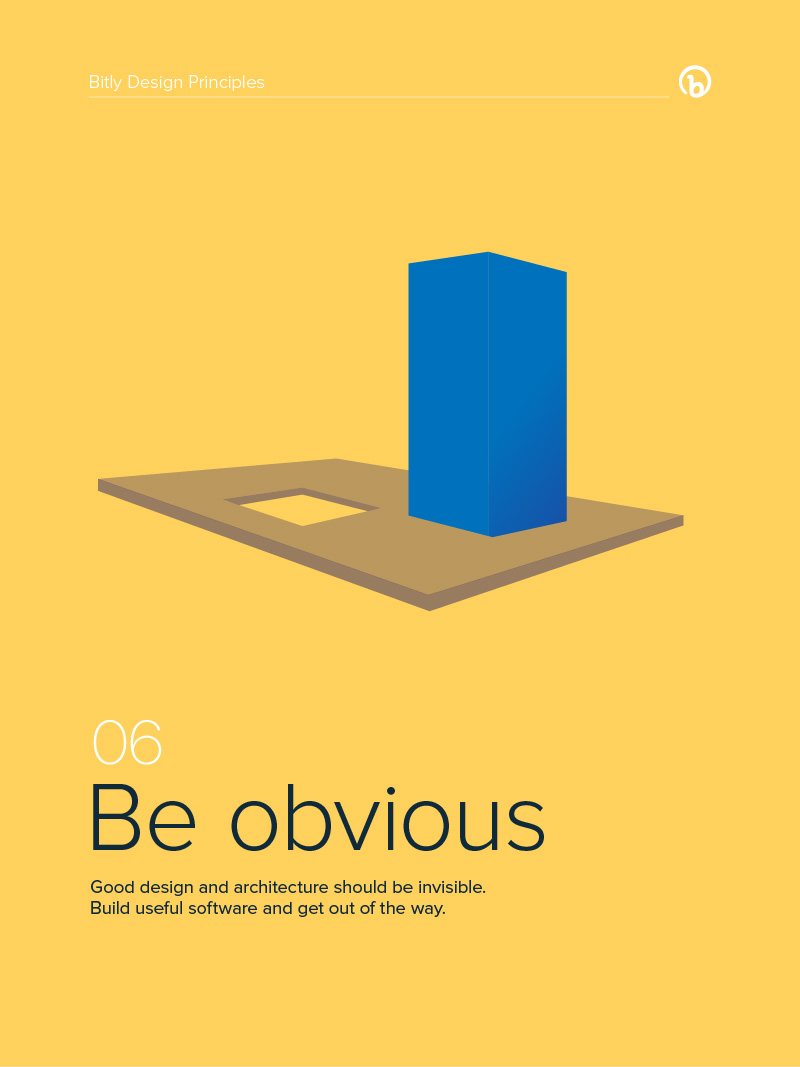 Bitly Design Principles
b
06
Be obvious
Good design and architecture should be invisible.
Build useful software and get out of the way.